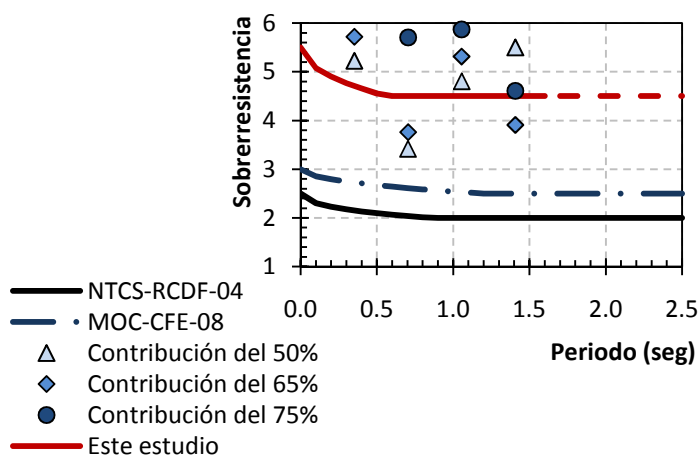 Sobrerresistencia
6
5
4
3
2
1
0.0 0.5 1.0 1.5 2.0 2.5
Periodo (seg)
NTCS-RCDF-04
MOC-CFE-08
Contribución del 50%
Contribución del 65%
Contribución del 75%
Este estudio